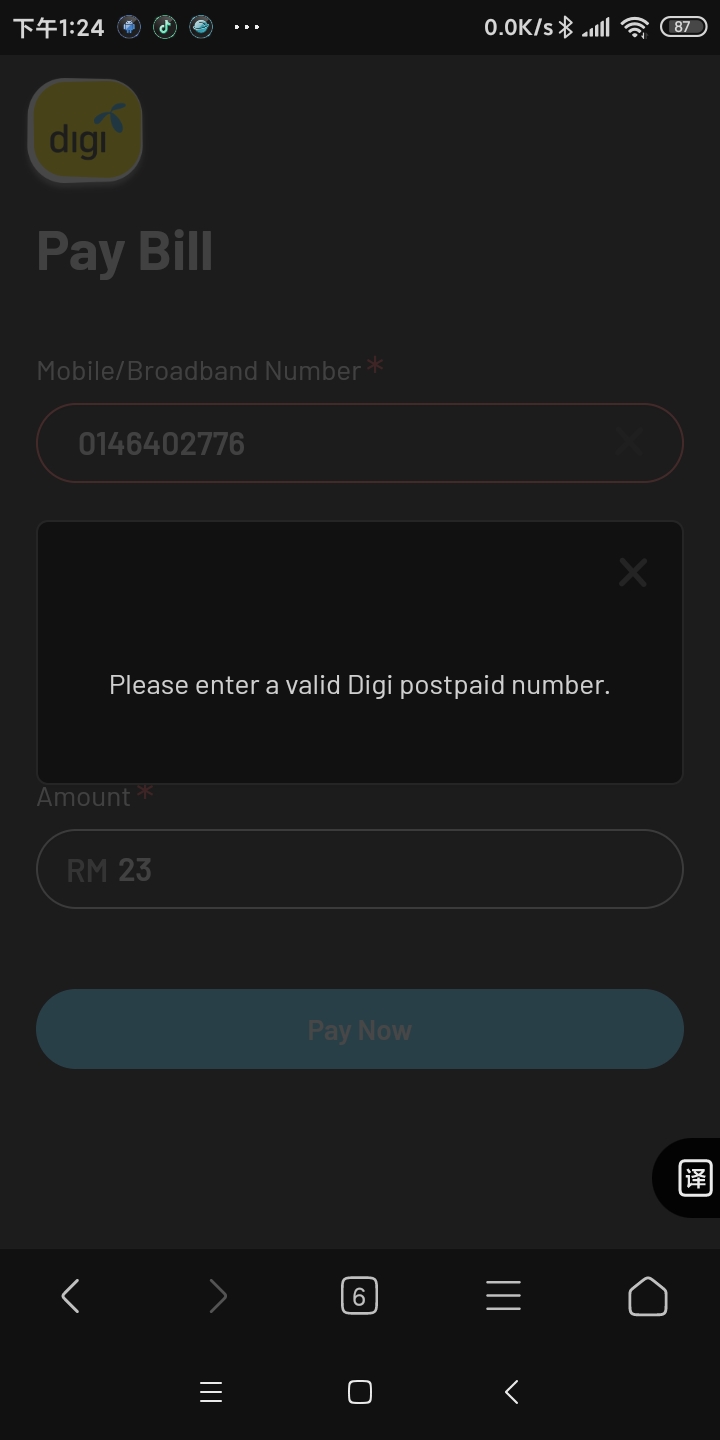 下午1:24 ... 0.0K/s 87
digi
Pay Bill
Mobile/Broadband Number *
0146402776
Please enter a valid Digi postpaid number.
Amount *
RM 23
Pay Now
译
6